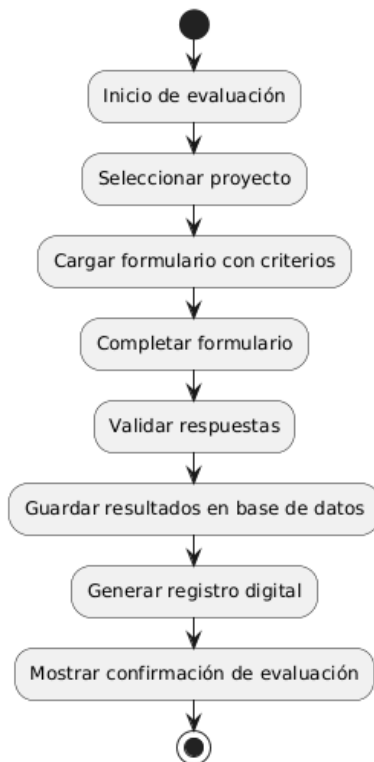 Inicio de evaluación
Seleccionar proyecto
Cargar formulario con criterios
Completar formulario
Validar respuestas
Guardar resultados en base de datos
Generar registro digital
Mostrar confirmación de evaluación